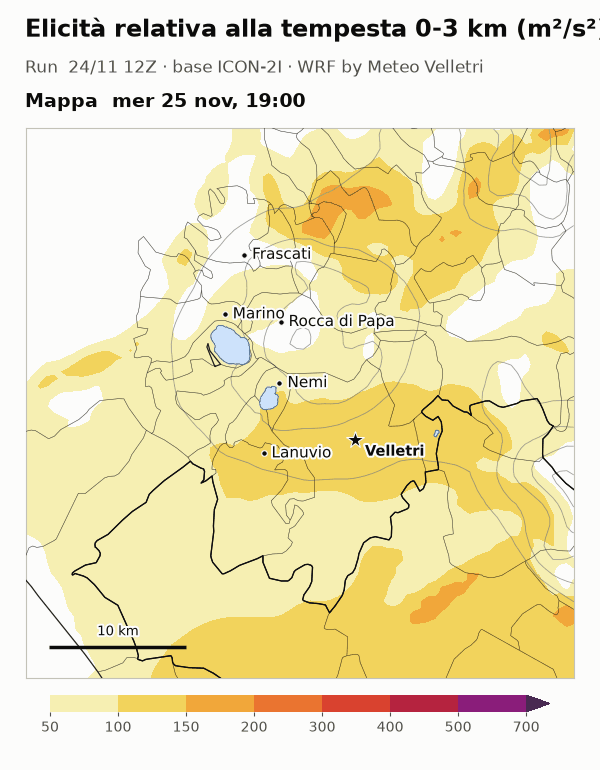 Elicità relativa alla tempesta 0-3 km (m²/s²)
Run 24/11 12Z · base ICON-2I · WRF by Meteo Velletri
Mappa mer 25 nov, 19:00
Frascati
Marino
Rocca di Papa
Nemi
Velletri
Lanuvio
10 km
50 100 150 200 300 400 500 700